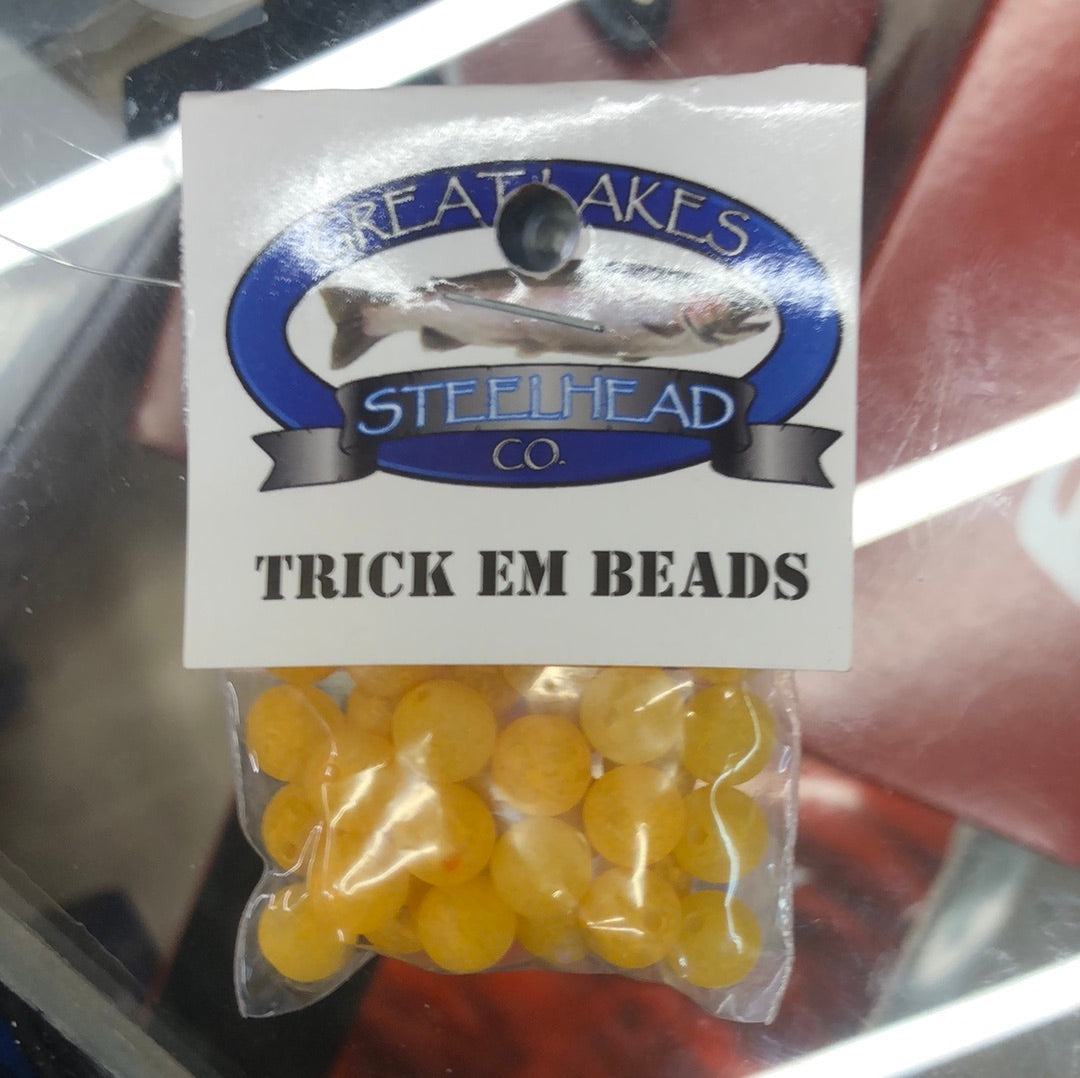 GREAT LAKES
STEELHEAD
CO.
TRICK EM BEADS